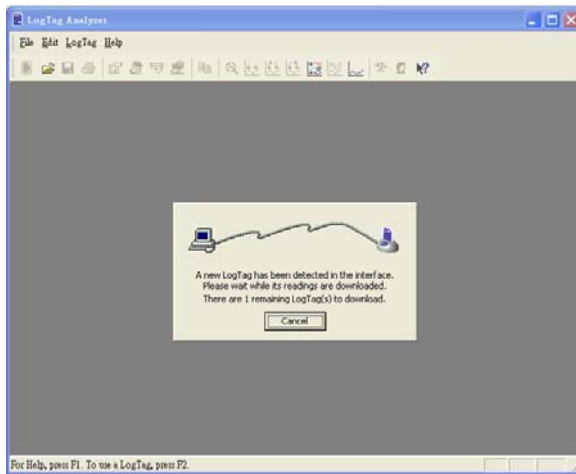 LogTag Analyzer
File Edit LogTag Help
A new LogTag has been detected in the interface.
Please wait while its readings are downloaded.
There are 1 remaining LogTag(s) to download.
Cancel
For Help, press F1. To use a LogTag, press F2.